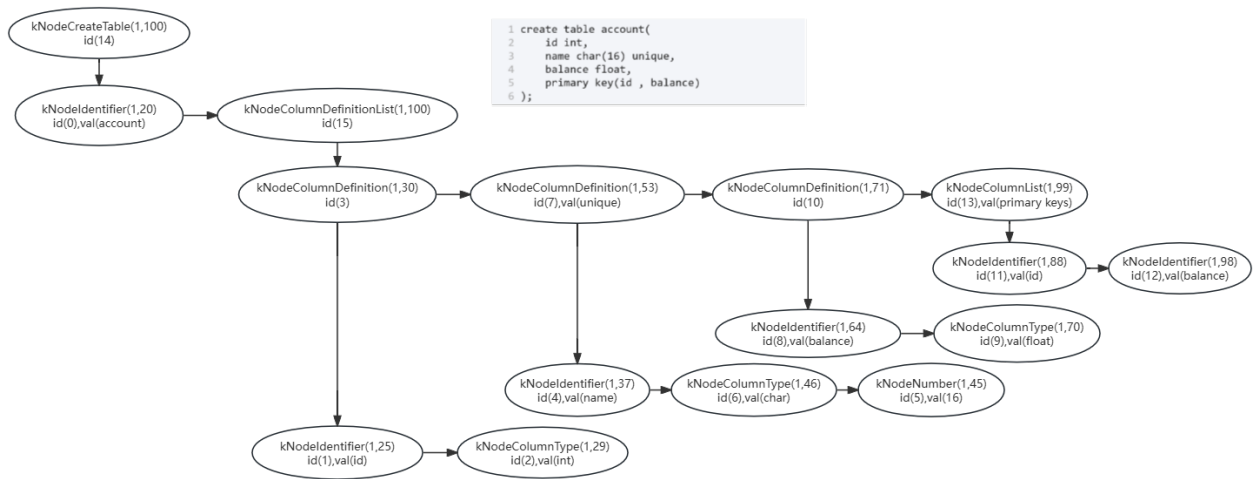 kNodeCreateTable(1,100)
id(14)
1 create table account(
2 id int,
3 name char(16) unique,
4 balance float,
5 primary key(id , balance)
6 );
kNodeIdentifier(1,20)
id(0),val(account)
kNodeColumnDefinitionList(1,100)
id(15)
kNodeColumnDefinition(1,30)
id(3)
kNodeColumnDefinition(1,53)
id(7),val(unique)
kNodeColumnDefinition(1,71)
id(10)
kNodeColumnList(1,99)
id(13),val(primary keys)
kNodeIdentifier(1,88)
id(11),val(id)
kNodeIdentifier(1,98)
id(12),val(balance)
kNodeIdentifier(1,64)
id(8),val(balance)
kNodeColumnType(1,70)
id(9),val(float)
kNodeIdentifier(1,37)
id(4),val(name)
kNodeColumnType(1,46)
id(6),val(char)
kNodeNumber(1,45)
id(5),val(16)
kNodeIdentifier(1,25)
id(1),val(id)
kNodeColumnType(1,29)
id(2),val(int)